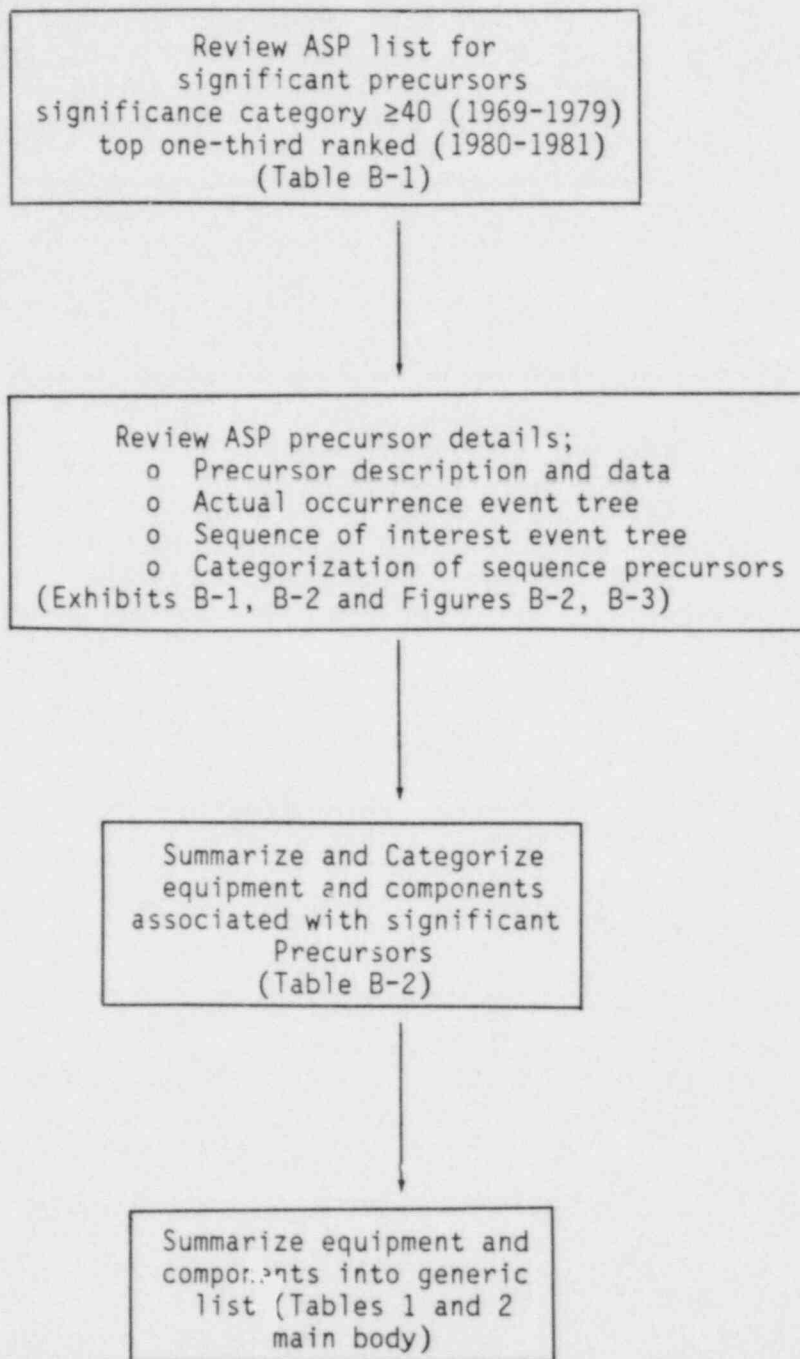 Review ASP list for
significant precursors
significance category ≥40 (1969-1979)
top one-third ranked (1980-1981)
(Table B-1)
Review ASP precursor details;
o Precursor description and data
o Actual occurrence event tree
o Sequence of interest event tree
o Categorization of sequence precursors
(Exhibits B-1, B-2 and Figures B-2, B-3)
Summarize and Categorize
equipment and components
associated with significant
Precursors
(Table B-2)
Summarize equipment and
components into generic
list (Tables 1 and 2
main body)